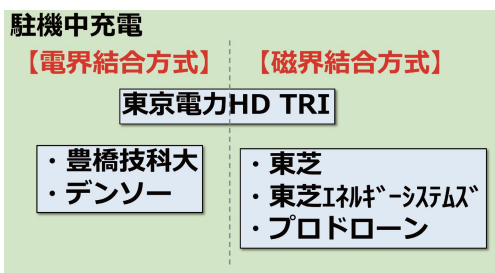 駐機中充電
【電界結合方式】
【磁界結合方式】
東京電力HD TRI
・豊橋技科大
・デンソー
・東芝
・東芝ｴﾈﾙｷﾞｰｼｽﾃﾑｽﾞ
・プロドローン